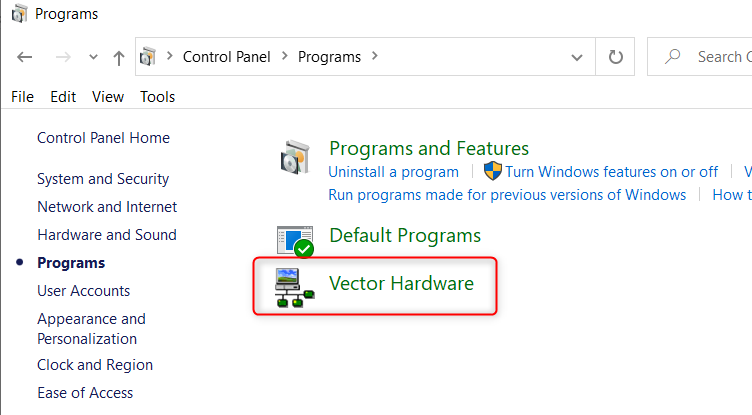 Programs
Control Panel
Programs
Search
File Edit View Tools
Control Panel Home
System and Security
Network and Internet
Hardware and Sound
Programs
User Accounts
Appearance and
Personalization
Clock and Region
Ease of Access
Programs and Features
Uninstall a program
Turn Windows features on or off
Run programs made for previous versions of Windows
How t
Default Programs
Vector Hardware